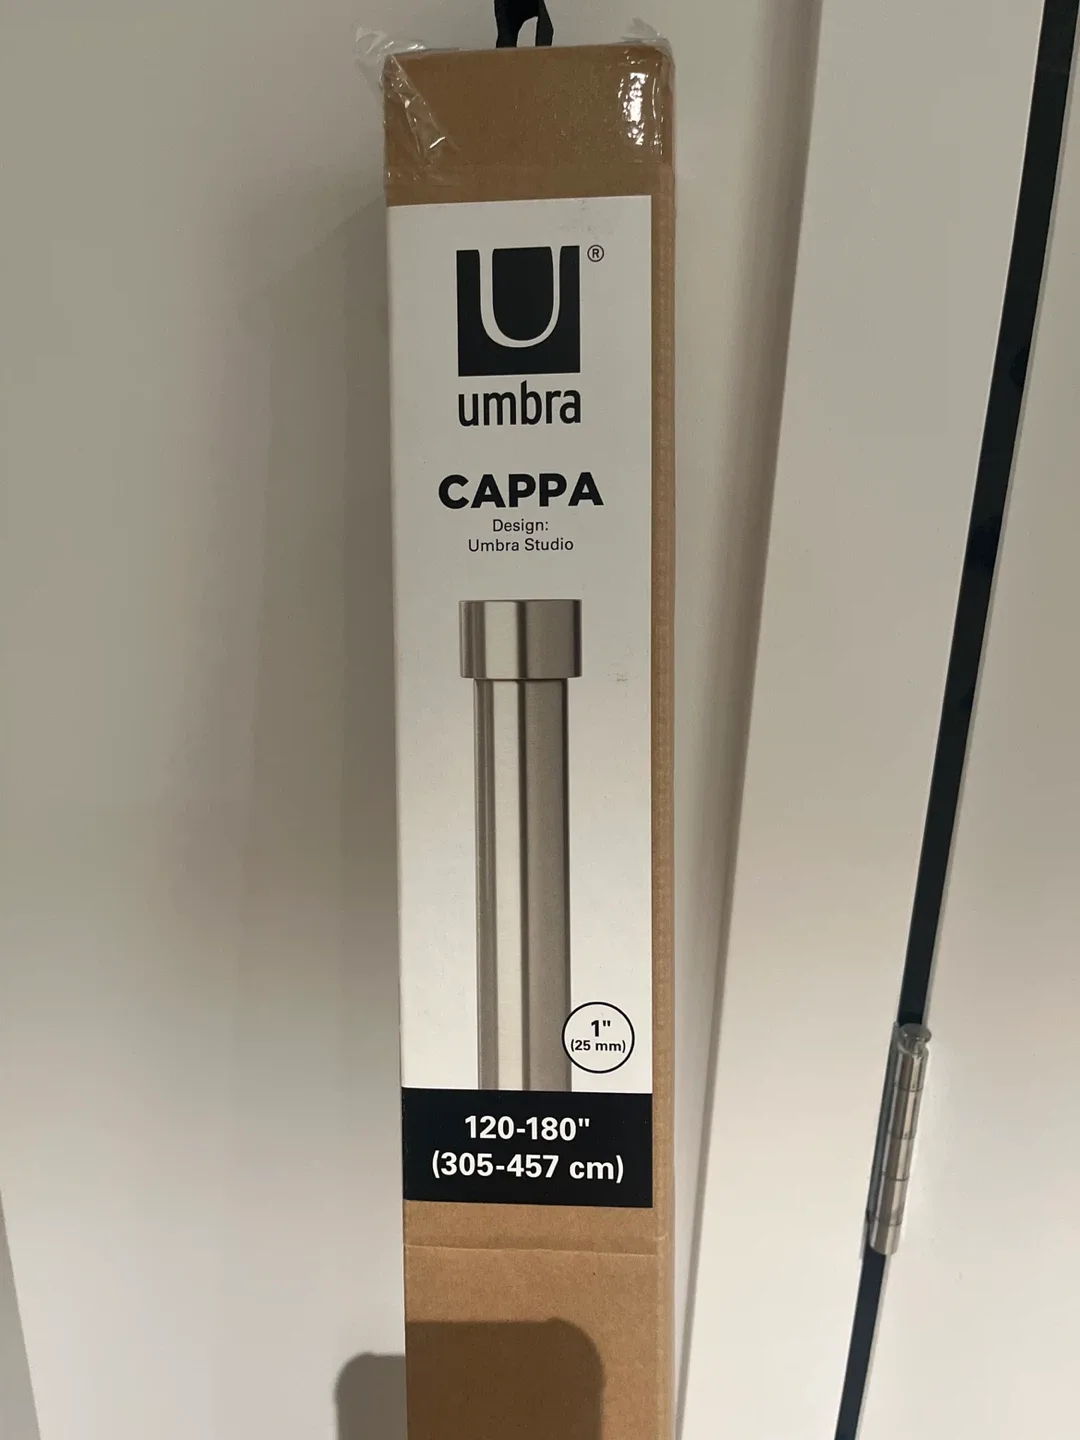 U®
umbra
CAPPA
Design:
Umbra Studio
1"
(25 mm)
120-180"
(305-457 cm)